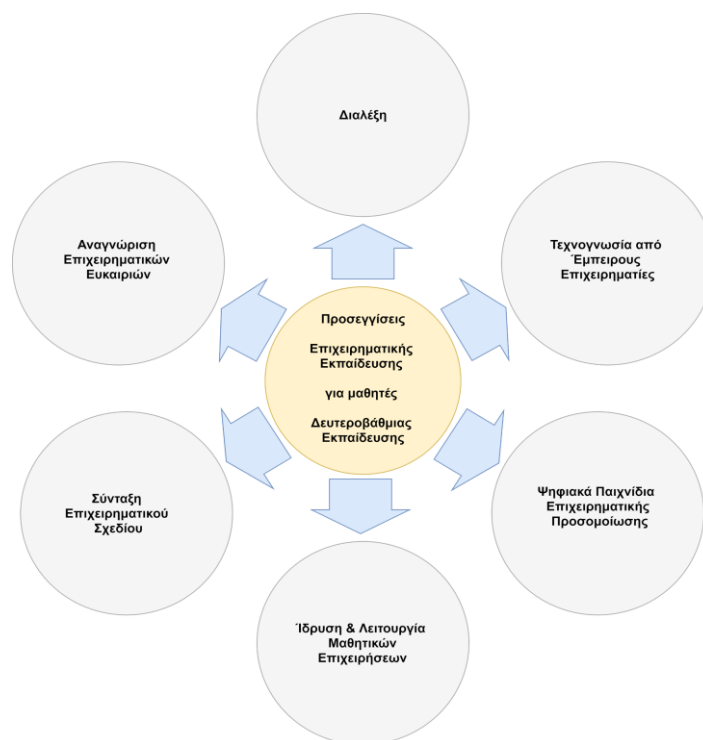 Διαλέξη
Τεχνογνωσία από
Έμπειρους
Επιχειρηματίες
Ψηφιακά Παιχνίδια
Επιχειρηματικής
Προσομοίωσης
Ίδρυση & Λειτουργία
Μαθητικών
Επιχειρήσεων
Σύνταξη
Επιχειρηματικού
Σχεδίου
Αναγνώριση
Επιχειρηματικών
Ευκαιριών
Προσεγγίσεις
Επιχειρηματικής
Εκπαίδευσης
για μαθητές
Δευτεροβάθμιας
Εκπαίδευσης